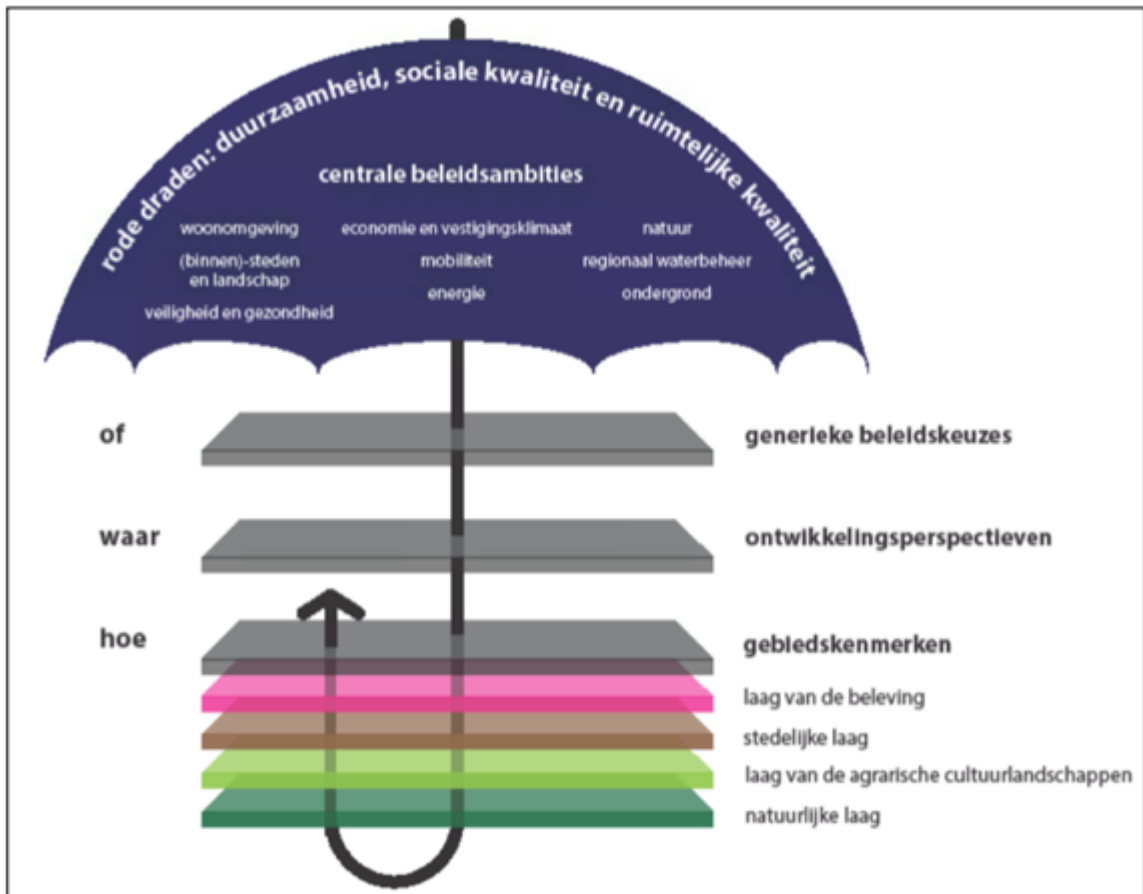 rode draden: duurzaamheid, sociale kwaliteit en ruimtelijke kwaliteit
centrale beleidsambities
woonomgeving
(binnen)-steden
en landschap
veiligheid en gezondheid
economie en vestigingsklimaat
mobiliteit
energie
natuur
regionaal waterbeheer
ondergrond
of
generieke beleidskeuzes
waar
ontwikkelingsperspectieven
hoe
gebiedskenmerken
laag van de beleving
stedelijke laag
laag van de agrarische cultuurlandschappen
natuurlijke laag